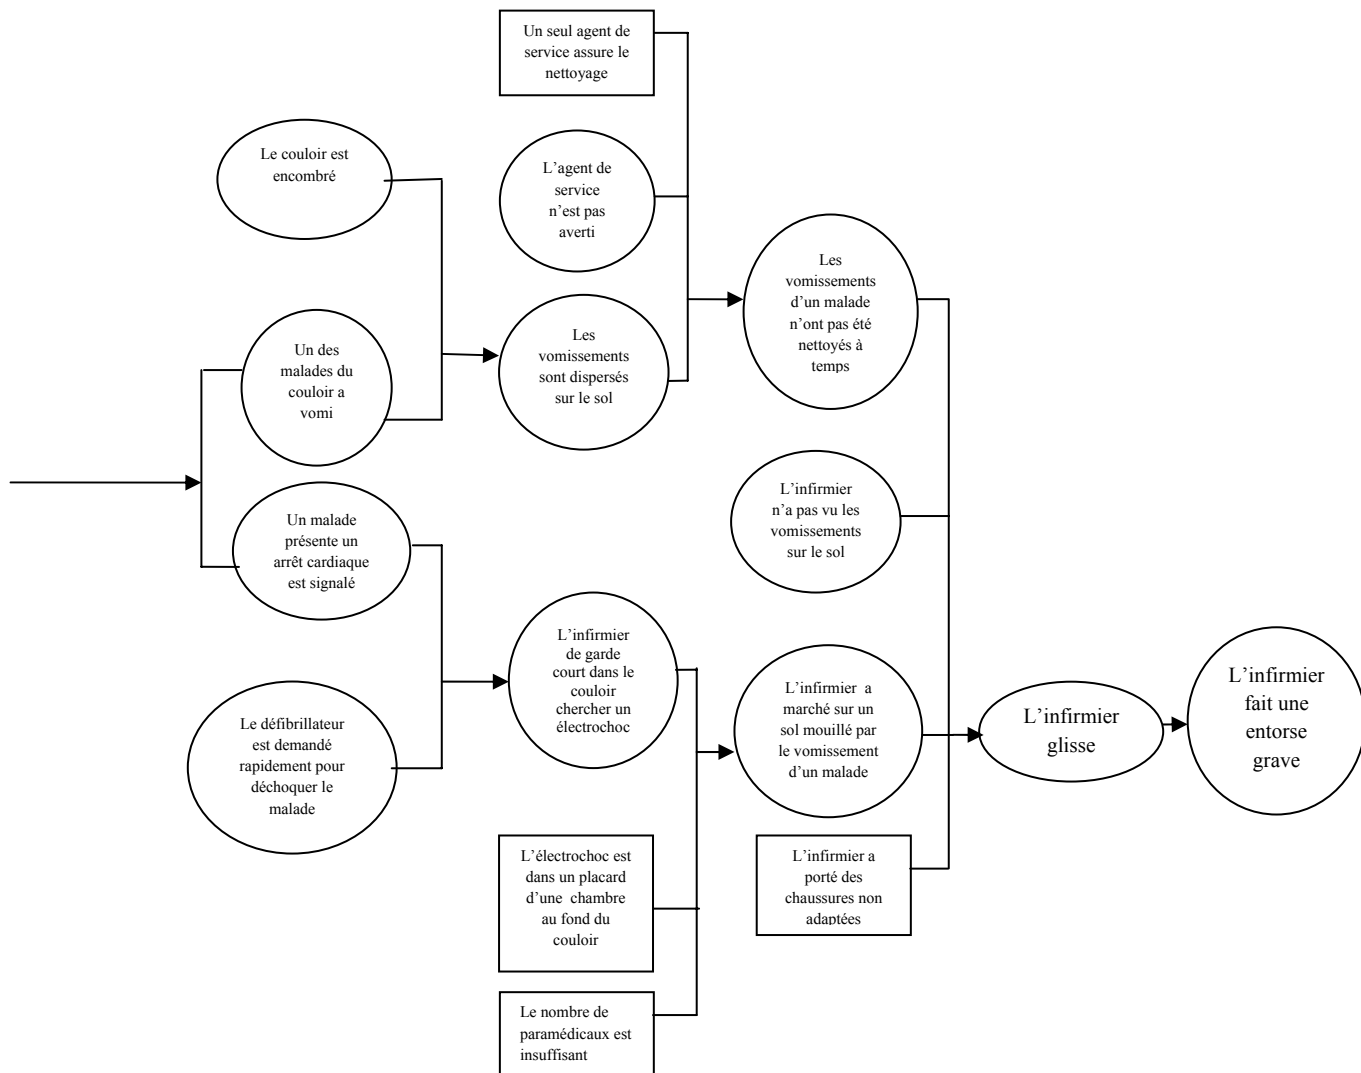 Un seul agent de
service assure le
nettoyage
Le couloir est
encombré
L’agent de
service
n’est pas
averti
Les
vomissements
d’un malade
n’ont pas été
nettoyés à
temps
Un des
malades du
couloir a
vomi
Les
vomissements
sont dispersés
sur le sol
Un malade
présente un
arrêt cardiaque
est signalé
L’infirmier
n’a pas vu les
vomissements
sur le sol
L’infirmier
de garde
court dans le
couloir
chercher un
électrochoc
L’infirmier a
marché sur un
sol mouillé par
le vomissement
d’un malade
L’infirmier
glisse
L’infirmier
fait une
entorse
grave
Le défibrillateur
est demandé
rapidement pour
déchoquer le
malade
L’électrochoc est
dans un placard
d’une chambre
au fond du
couloir
L’infirmier a
porté des
chaussures non
adaptées
Le nombre de
paramédicaux est
insuffisant